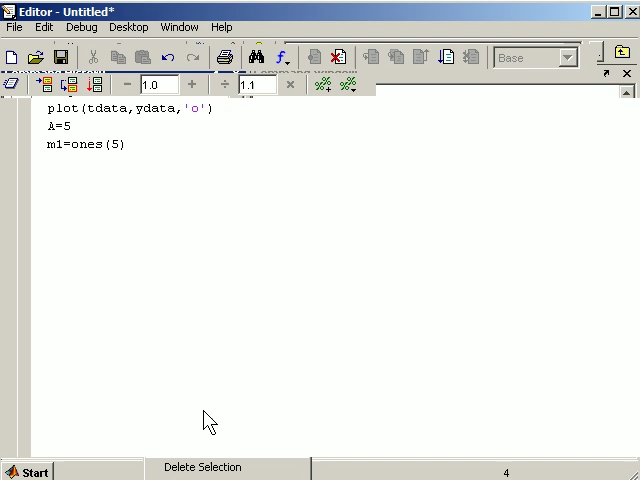 Editor - Untitled*
File Edit Debug Desktop Window Help
Base
1.0 1.1
plot(tdata,ydata,'o')
A=5
m1=ones(5)
Start Delete Selection 4